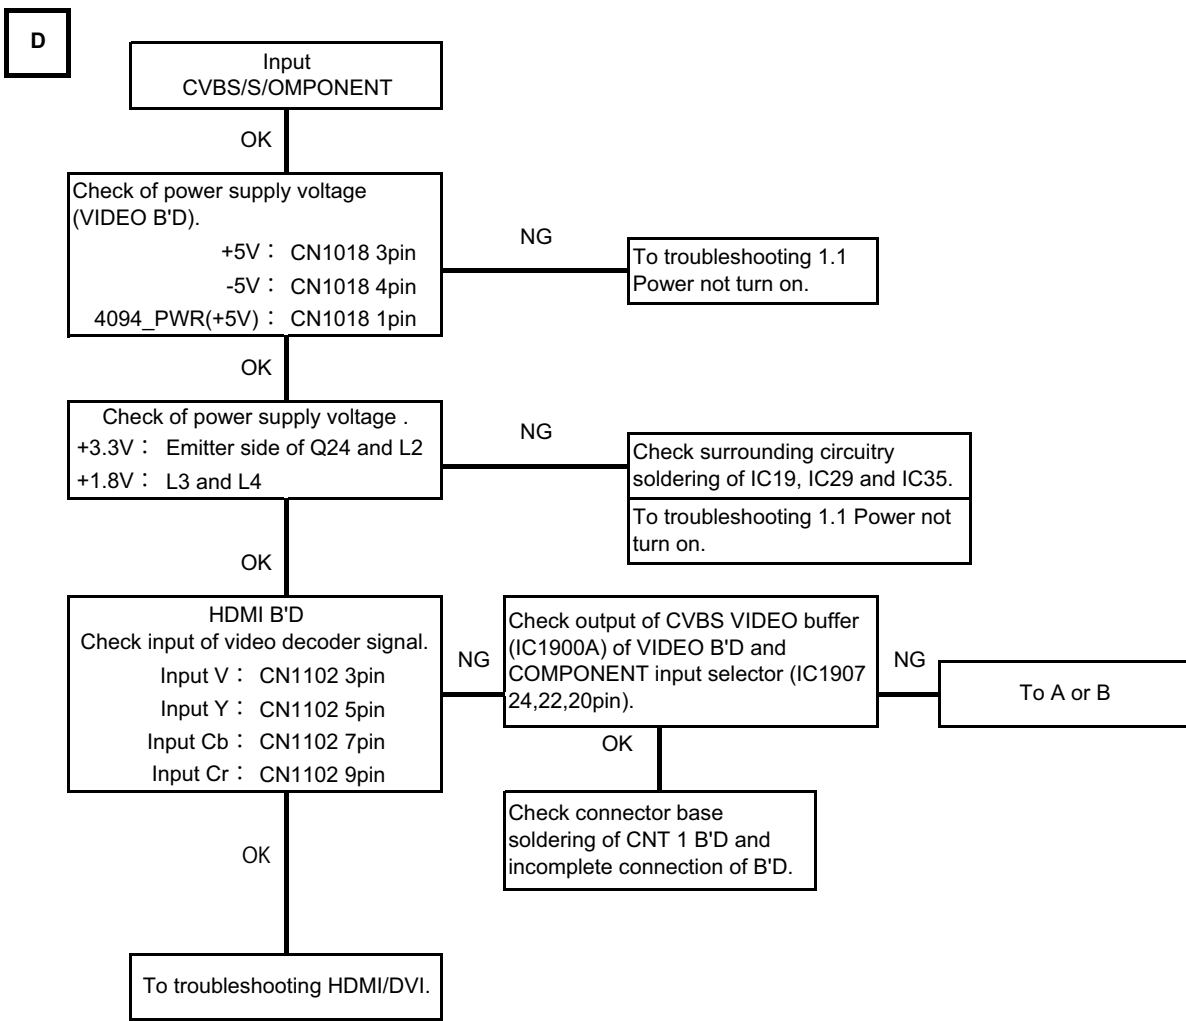 D
Input
CVBS/S/OMPONENT
OK
Check of power supply voltage
(VIDEO B'D).
+5V : CN1018 3pin
-5V : CN1018 4pin
4094_PWR(+5V) : CN1018 1pin
NG
To troubleshooting 1.1
Power not turn on.
OK
Check of power supply voltage .
+3.3V : Emitter side of Q24 and L2
+1.8V : L3 and L4
NG
Check surrounding circuitry
soldering of IC19, IC29 and IC35.
To troubleshooting 1.1 Power not
turn on.
OK
HDMI B'D
Check input of video decoder signal.
Input V : CN1102 3pin
Input Y : CN1102 5pin
Input Cb : CN1102 7pin
Input Cr : CN1102 9pin
NG
Check output of CVBS VIDEO buffer
(IC1900A) of VIDEO B'D and
COMPONENT input selector (IC1907
24,22,20pin).
NG
To A or B
OK
Check connector base
soldering of CNT 1 B'D and
incomplete connection of B'D.
OK
To troubleshooting HDMI/DVI.